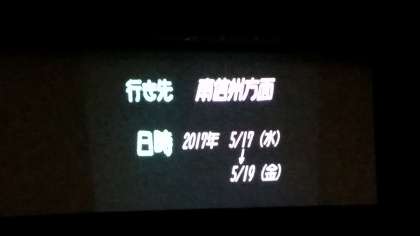 行き先 南信州方面
日時 2017年 5/17 (水)
↓
5/19 (金)